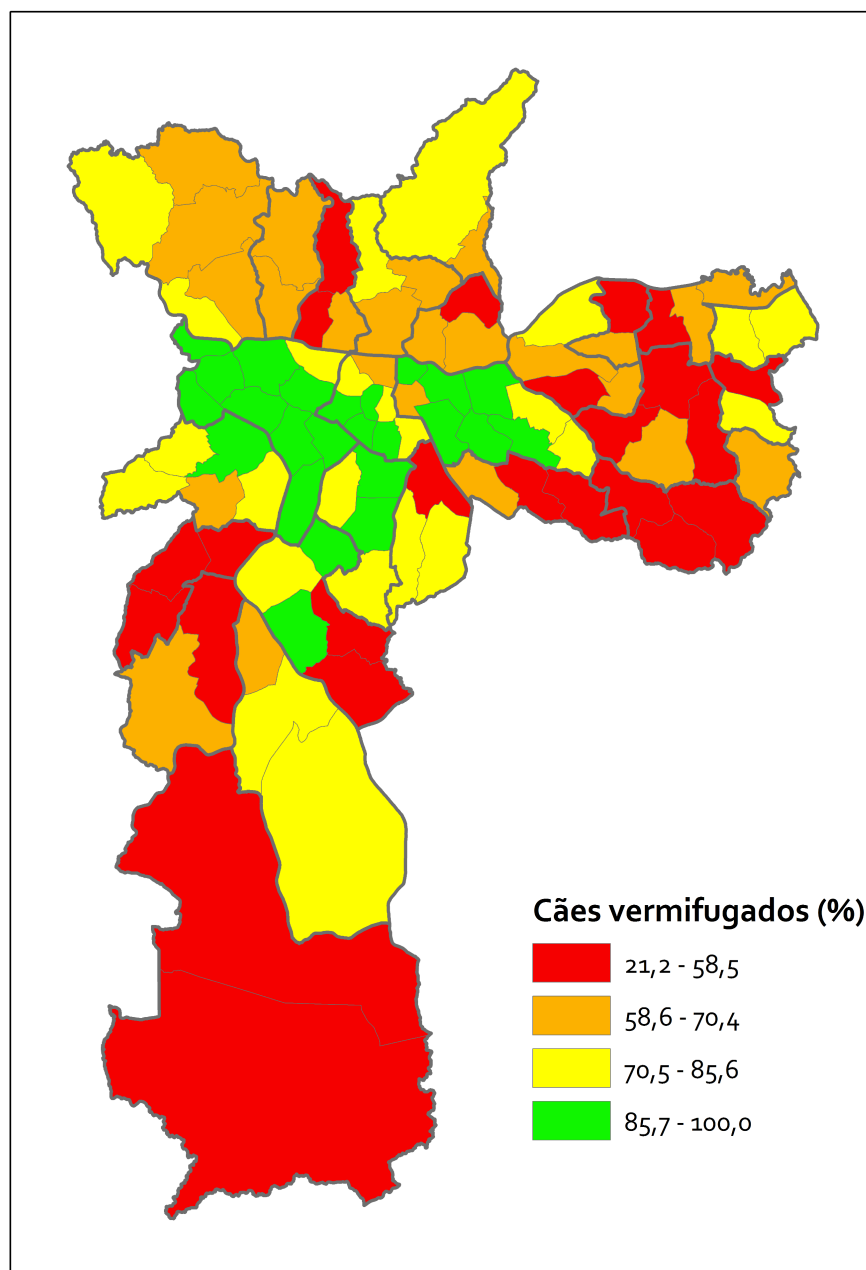 Cães vermifugados (%)
21,2 - 58,5
58,6 - 70,4
70,5 - 85,6
85,7 - 100,0